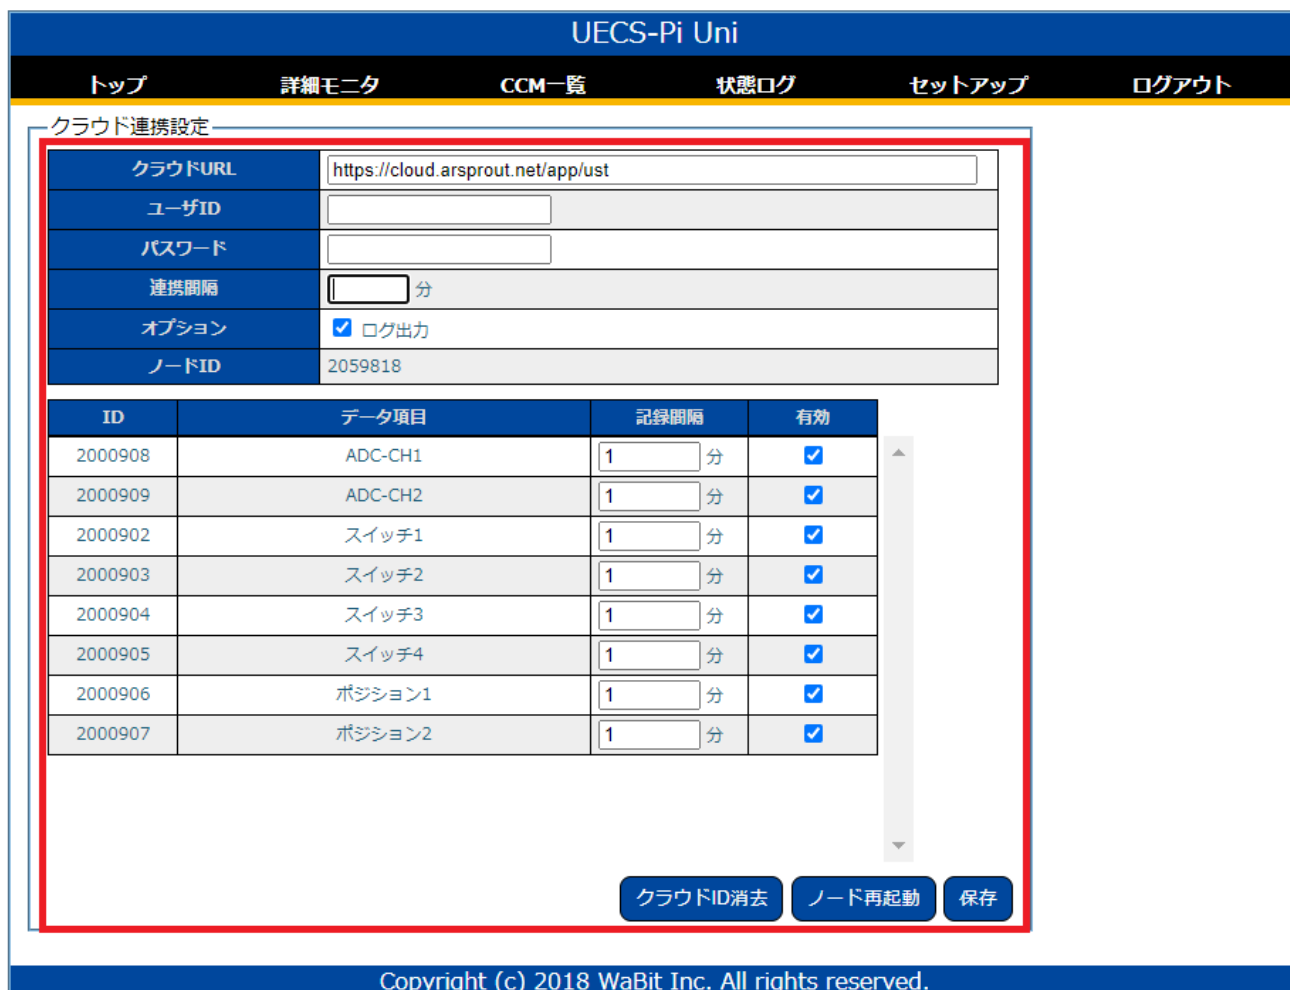 UECS-Pi Uni
トップ 詳細モニタ CCM一覧 状態ログ セットアップ ログアウト
クラウド連携設定
クラウドURL https://cloud.arsprout.net/app/ust
ユーザID
パスワード
連携間隔 分
オプション ログ出力
ノードID 2059818
ID データ項目 記録間隔 有効
2000908 ADC-CH1 1 分
2000909 ADC-CH2 1 分
2000902 スイッチ1 1 分
2000903 スイッチ2 1 分
2000904 スイッチ3 1 分
2000905 スイッチ4 1 分
2000906 ポジション1 1 分
2000907 ポジション2 1 分
クラウドID消去 ノード再起動 保存
Copyright (c) 2018 WaBit Inc. All rights reserved.